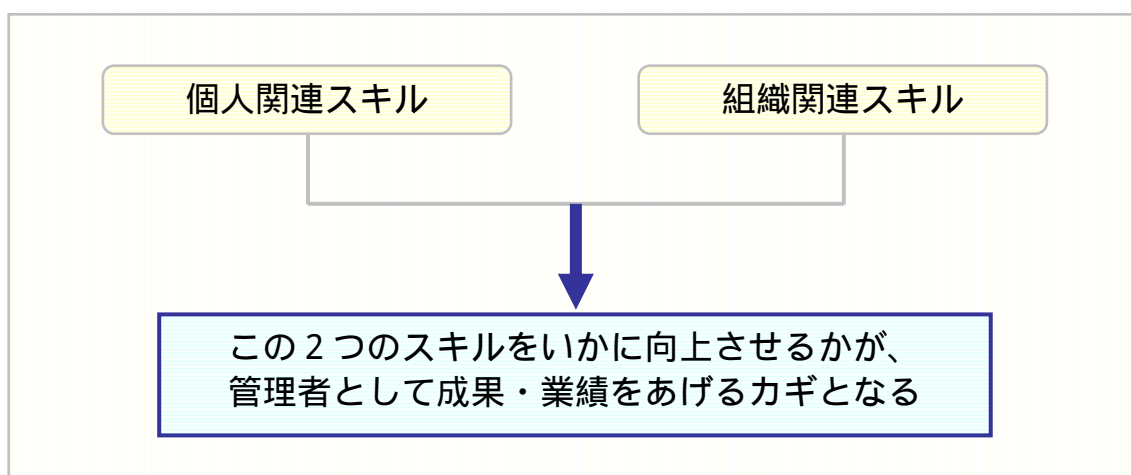 個人関連スキル
組織関連スキル
この２つのスキルをいかに向上させるかが、
管理者として成果・業績をあげるカギとなる